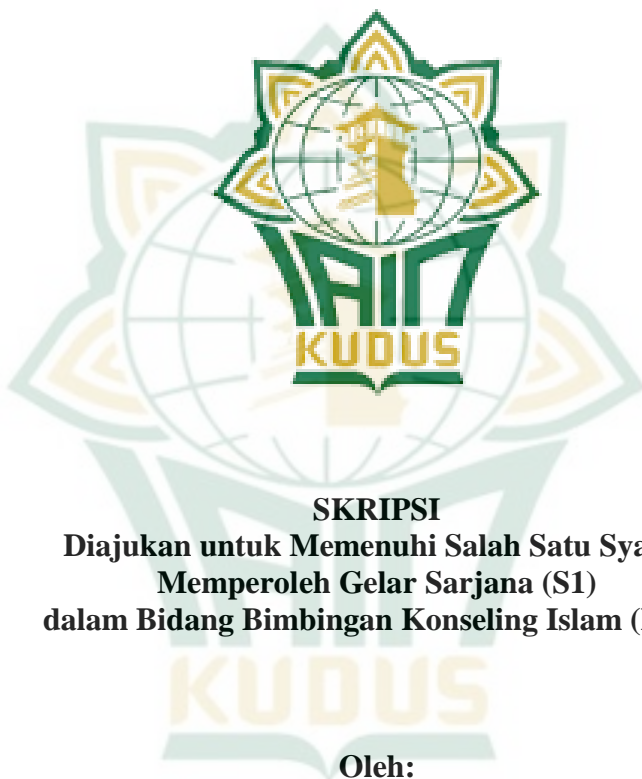 IAIN
KUDUS
SKRIPSI
Diajukan untuk Memenuhi Salah Satu Sya
Memperoleh Gelar Sarjana (S1)
dalam Bidang Bimbingan Konseling Islam (
KUDUS
Oleh: